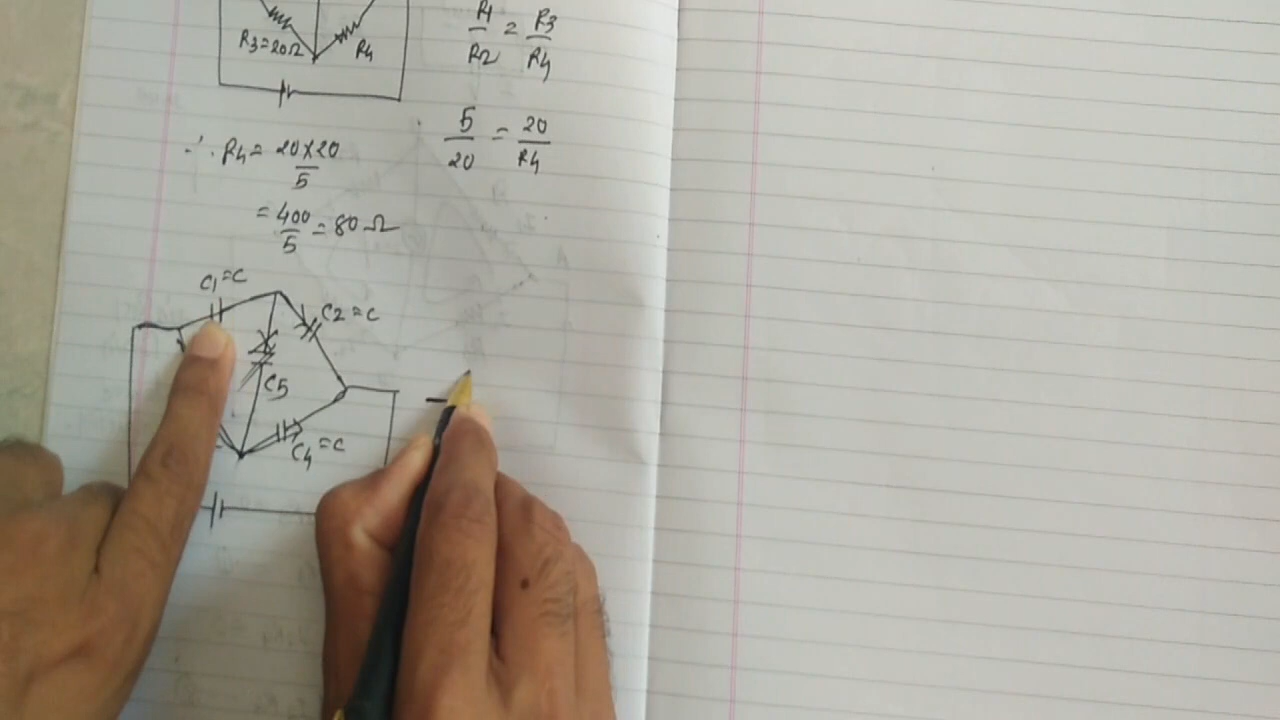 R3=20Ω R4
R1/R2 = R3/R4
5/20 = 20/R4
∴ R4 = 20×20/5
= 400/5 = 80 Ω
C1=C
C2=C
C5
C4=C